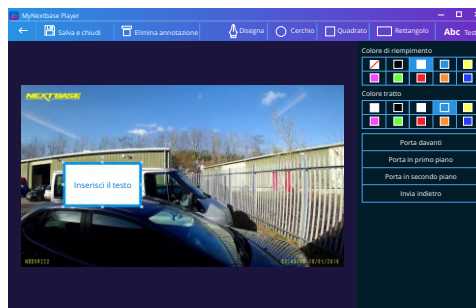 MyNextbase Player
Salva e chiudi
Elimina annotazione
Disegna
Cerchio
Quadrato
Rettangolo
Abc Test
Colore di riempimento
Colore tratto
NEXTBASE
Inserisci il testo
Porta davanti
Porta in primo piano
Porta in secondo piano
Invia indietro